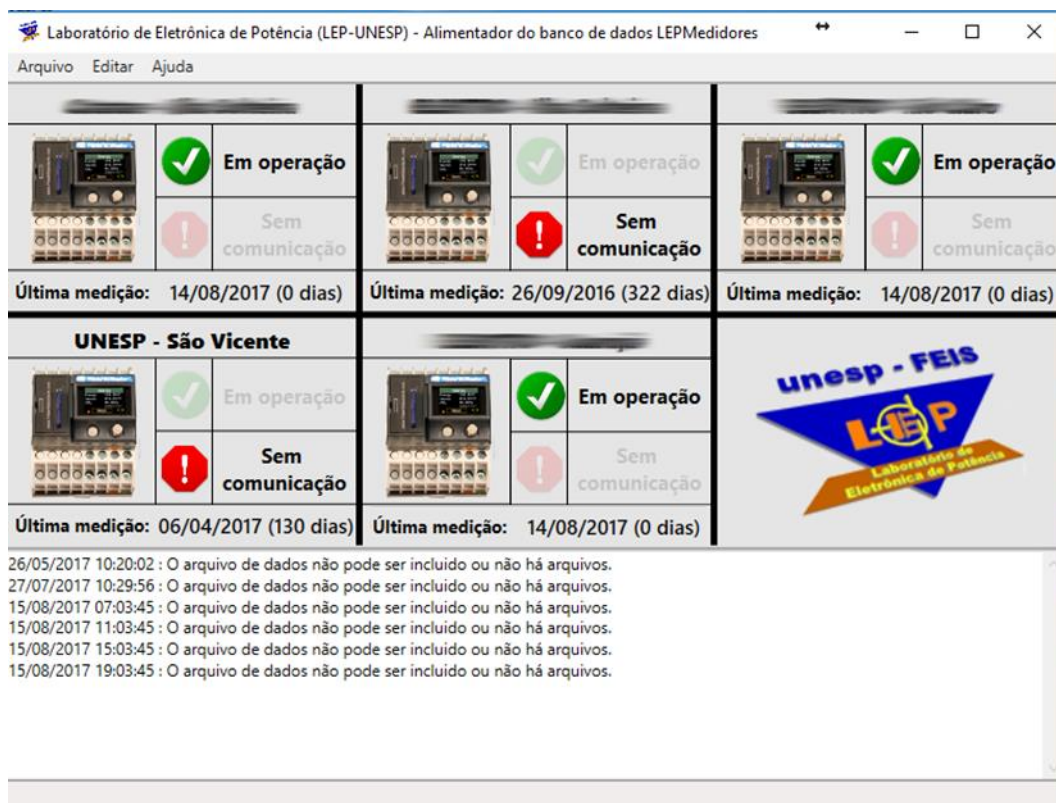 Laboratório de Eletrônica de Potência (LEP-UNESP) - Alimentador do banco de dados LEPMedidores
Arquivo Editar Ajuda
Em operação
Sem
comunicação
Última medição: 14/08/2017 (0 dias)
Em operação
Sem
comunicação
Última medição: 26/09/2016 (322 dias)
Em operação
Sem
comunicação
Última medição: 14/08/2017 (0 dias)
UNESP - São Vicente
Em operação
Sem
comunicação
Última medição: 06/04/2017 (130 dias)
Em operação
Sem
comunicação
Última medição: 14/08/2017 (0 dias)
unesp - FEIS
LEP
Laboratório de
Eletrônica de Potência
26/05/2017 10:20:02 : O arquivo de dados não pode ser incluido ou não há arquivos.
27/07/2017 10:29:56 : O arquivo de dados não pode ser incluido ou não há arquivos.
15/08/2017 07:03:45 : O arquivo de dados não pode ser incluido ou não há arquivos.
15/08/2017 11:03:45 : O arquivo de dados não pode ser incluido ou não há arquivos.
15/08/2017 15:03:45 : O arquivo de dados não pode ser incluido ou não há arquivos.
15/08/2017 19:03:45 : O arquivo de dados não pode ser incluido ou não há arquivos.